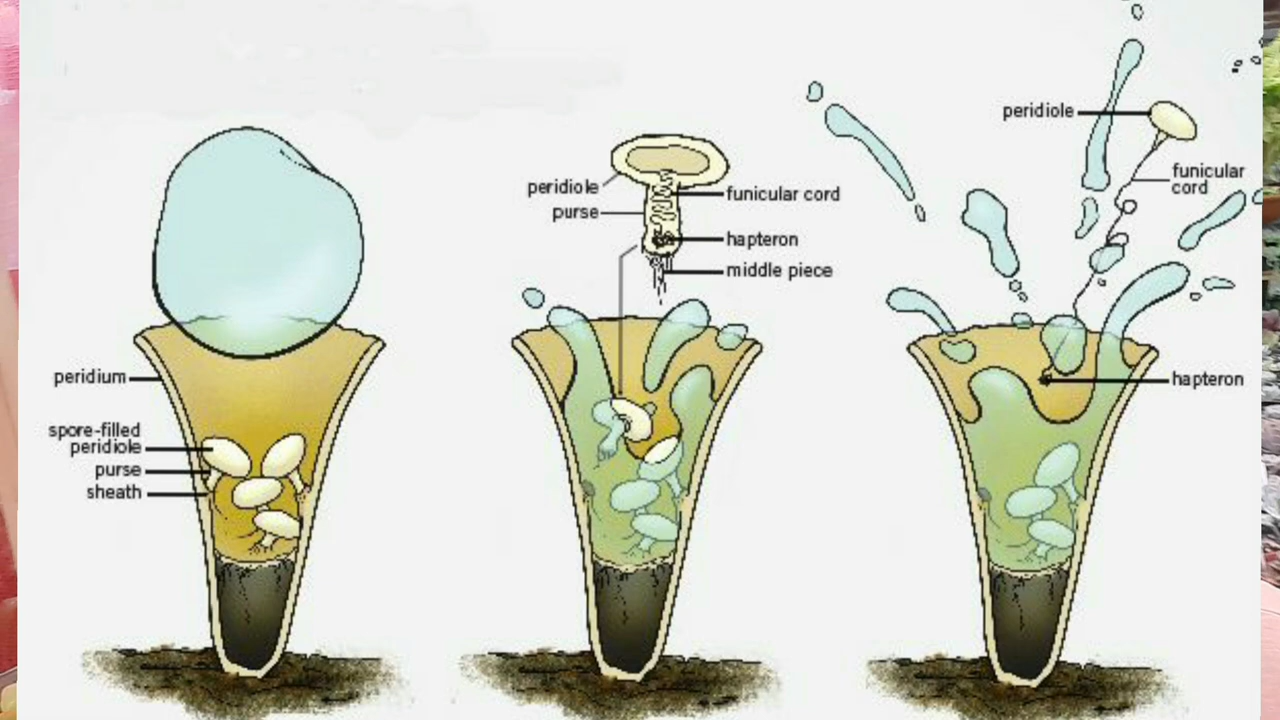 peridium
spore-filled
peridiole
purse
sheath
peridiole
purse
funicular cord
hapteron
middle piece
peridiole
funicular
cord
hapteron